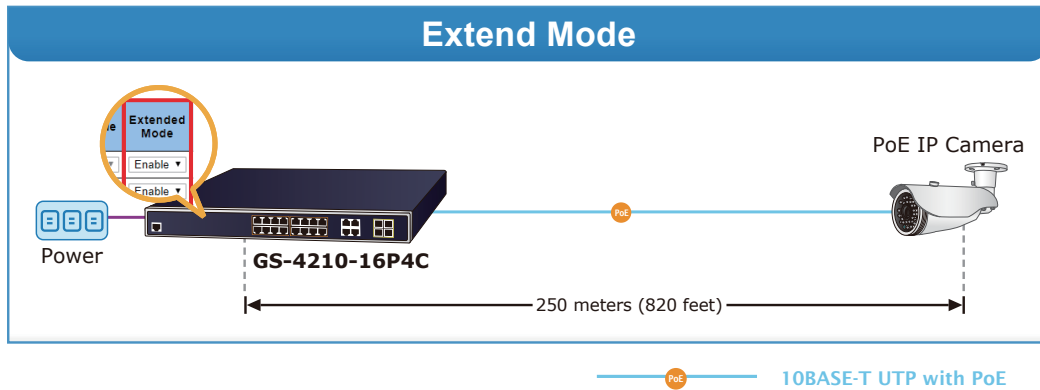 Extend Mode
Extended
Mode
Enable
Enable
PoE IP Camera
PoE
Power
GS-4210-16P4C
250 meters (820 feet)
PoE
10BASE-T UTP with PoE